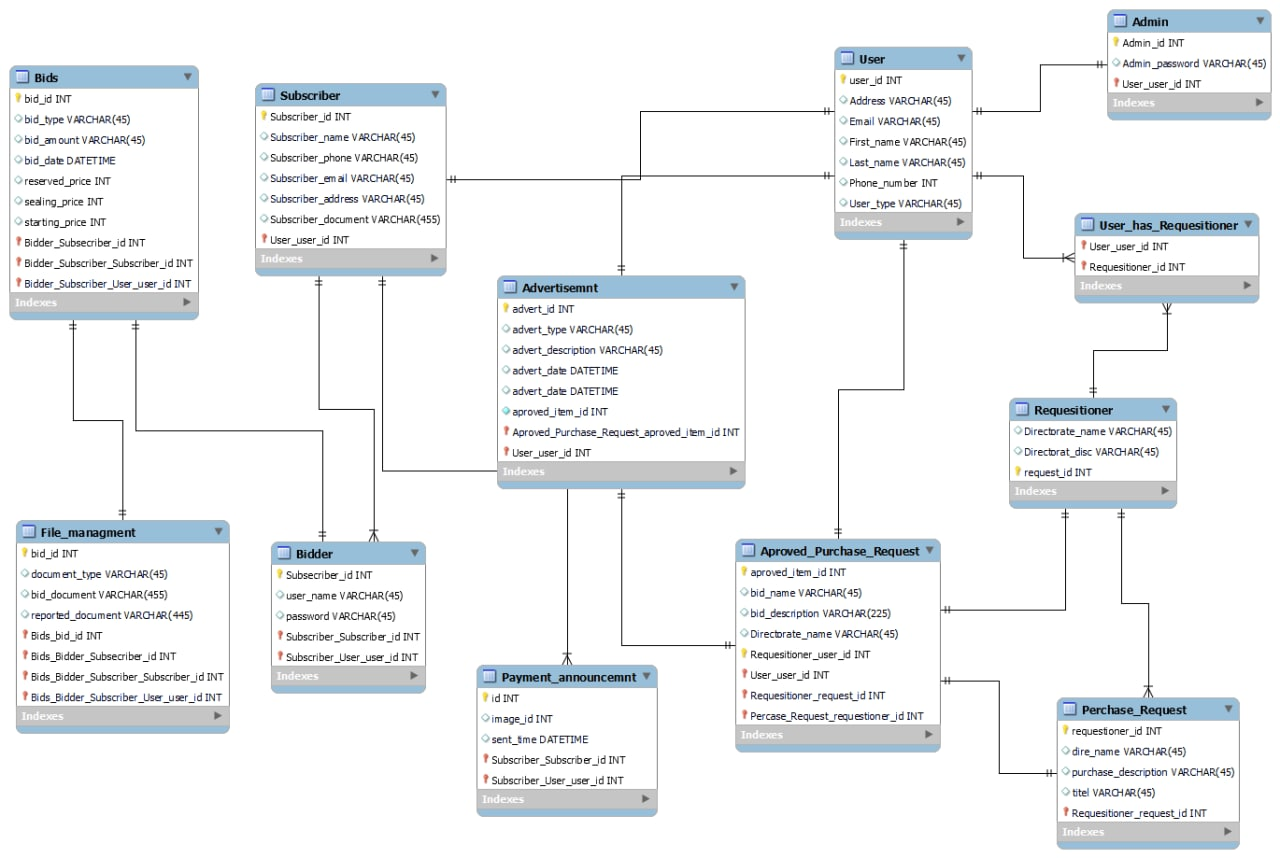 Bids
bid_id INT
bid_type VARCHAR(45)
bid_amount VARCHAR(45)
bid_date DATETIME
reserved_price INT
sealing_price INT
starting_price INT
Bidder_Subsecriber_id INT
Bidder_Subscriber_Subscriber_id INT
Bidder_Subscriber_User_user_id INT
Indexes
Subscriber
Subscriber_id INT
Subscriber_name VARCHAR(45)
Subscriber_phone VARCHAR(45)
Subscriber_email VARCHAR(45)
Subscriber_address VARCHAR(45)
Subscriber_document VARCHAR(455)
User_user_id INT
Indexes
User
user_id INT
Address VARCHAR(45)
Email VARCHAR(45)
First_name VARCHAR(45)
Last_name VARCHAR(45)
Phone_number INT
User_type VARCHAR(45)
Indexes
Admin
Admin_id INT
Admin_password VARCHAR(45)
User_user_id INT
Indexes
User_has_Requesitioner
User_user_id INT
Requesitioner_id INT
Indexes
Advertisemnt
advert_id INT
advert_type VARCHAR(45)
advert_description VARCHAR(45)
advert_date DATETIME
advert_date DATETIME
aproved_item_id INT
Aproved_Purchase_Request_aproved_item_id INT
User_user_id INT
Indexes
Requesitioner
Directorate_name VARCHAR(45)
Directorat_disc VARCHAR(45)
request_id INT
Indexes
File_managment
bid_id INT
document_type VARCHAR(45)
bid_document VARCHAR(455)
reported_document VARCHAR(445)
Bids_bid_id INT
Bids_Bidder_Subsecriber_id INT
Bids_Bidder_Subscriber_Subscriber_id INT
Bids_Bidder_Subscriber_User_user_id INT
Indexes
Bidder
Subsecriber_id INT
user_name VARCHAR(45)
password VARCHAR(45)
Subscriber_Subscriber_id INT
Subscriber_User_user_id INT
Indexes
Aproved_Purchase_Request
aproved_item_id INT
bid_name VARCHAR(45)
bid_description VARCHAR(225)
Directorate_name VARCHAR(45)
Requesitioner_user_id INT
User_user_id INT
Requesitioner_request_id INT
Percase_Request_requestioner_id INT
Indexes
Payment_announcemnt
id INT
image_id INT
sent_time DATETIME
Subscriber_Subscriber_id INT
Subscriber_User_user_id INT
Indexes
Perchase_Request
requestioner_id INT
dire_name VARCHAR(45)
purchase_description VARCHAR(45)
titel VARCHAR(45)
Requesitioner_request_id INT
Indexes